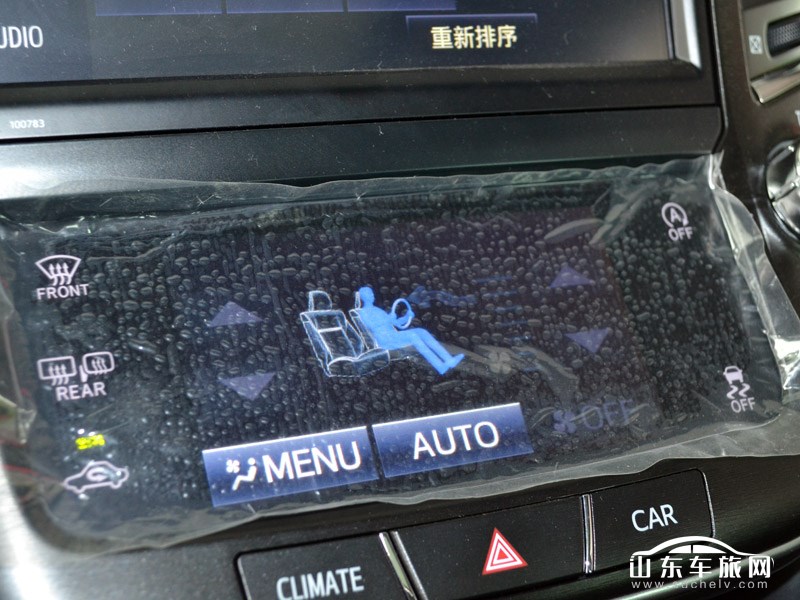 UDIO
重新排序
100783
FRONT
A
OFF
REAR
OFF
MENU
AUTO
OFF
CLIMATE
CAR
山东车旅网